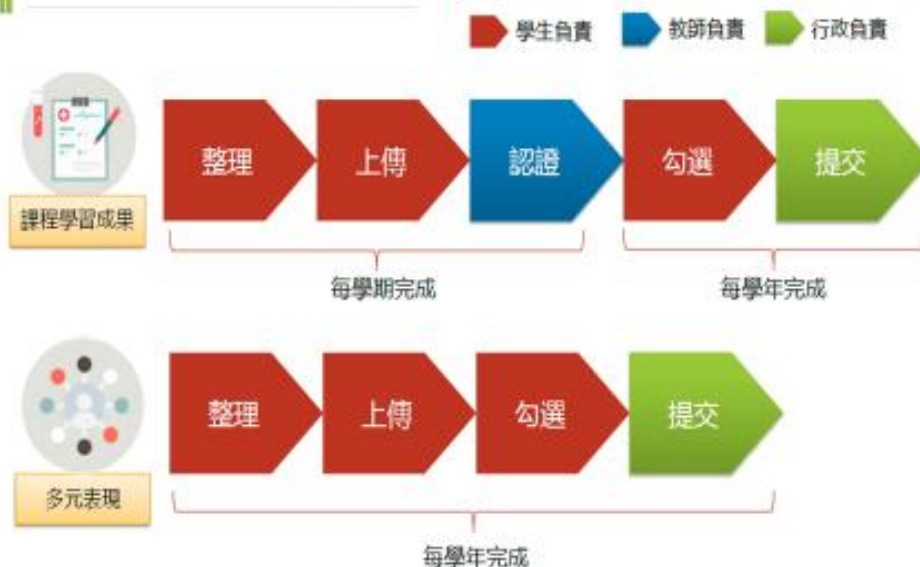 學生負責 教師負責 行政負責
整理 上傳 認證 勾選 提交
課程學習成果
每學期完成 每學年完成
整理 上傳 勾選 提交
多元表現
每學年完成